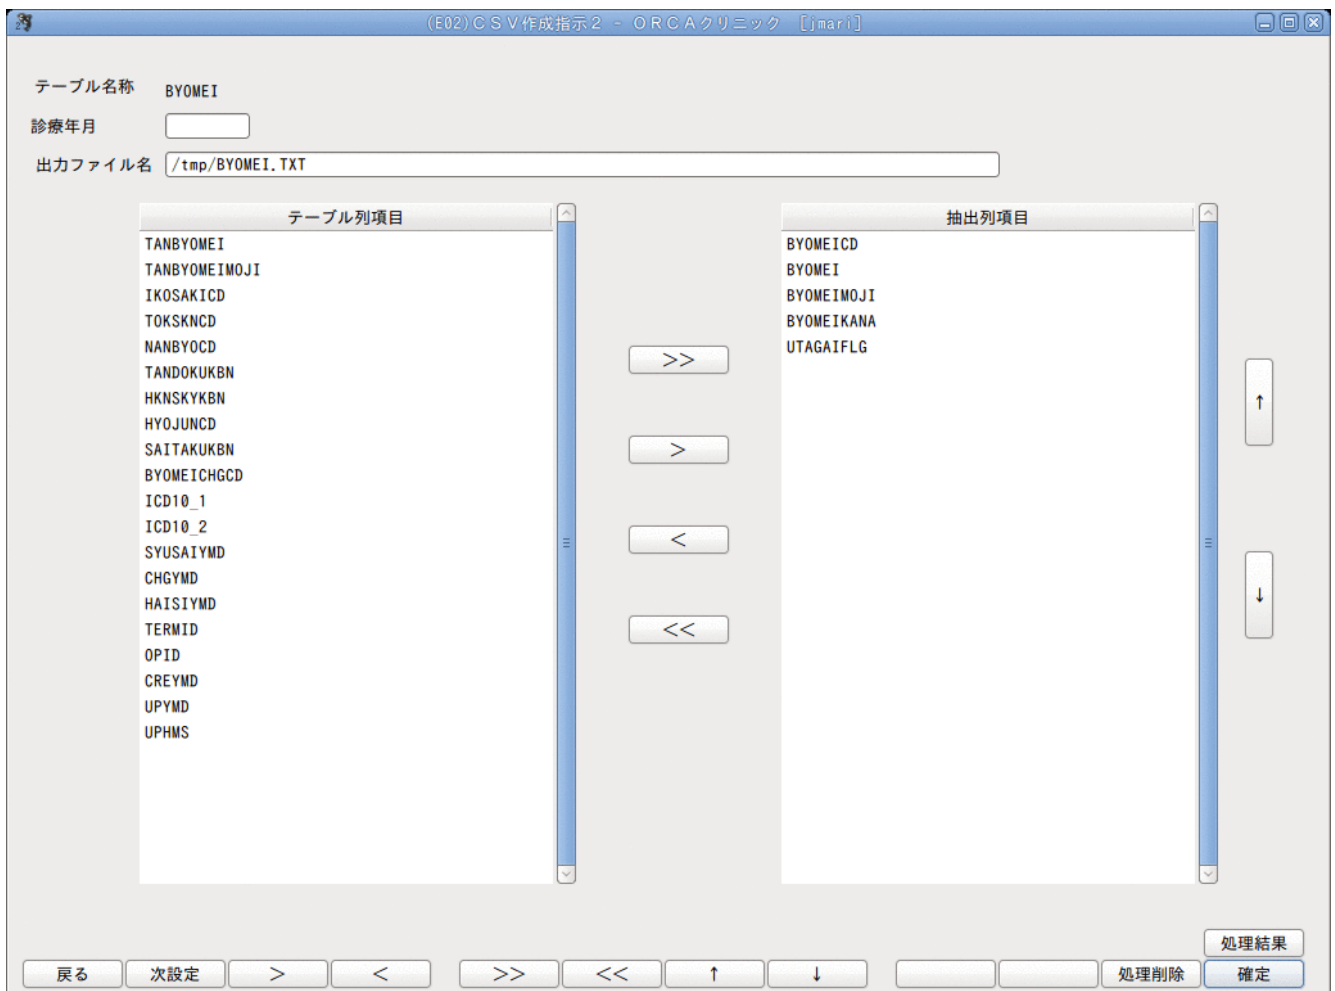 (E02)CSV作成指示2 - ORCAクリニック [jmari]
テーブル名称 BYOMEI
診療年月
出力ファイル名 /tmp/BYOMEI.TXT
テーブル列項目
TANBYOMEI
TANBYOMEIMOJI
IKOSAKICD
TOKSKNCD
NANBYOCD
TANDOKUKBN
HKNSKYKBN
HYOJUNCD
SAITAKUKBN
BYOMEICHGCD
ICD10_1
ICD10_2
SYUSAIYMD
CHGYMD
HAISIYMD
TERMID
OPID
CREYMD
UPYMD
UPHMS
>>
>
<
<<
抽出列項目
BYOMEICD
BYOMEI
BYOMEIMOJI
BYOMEIKANA
UTAGAIFLG
↑
↓
処理結果
戻る 次設定 > < >> << ↑ ↓ 処理削除 確定